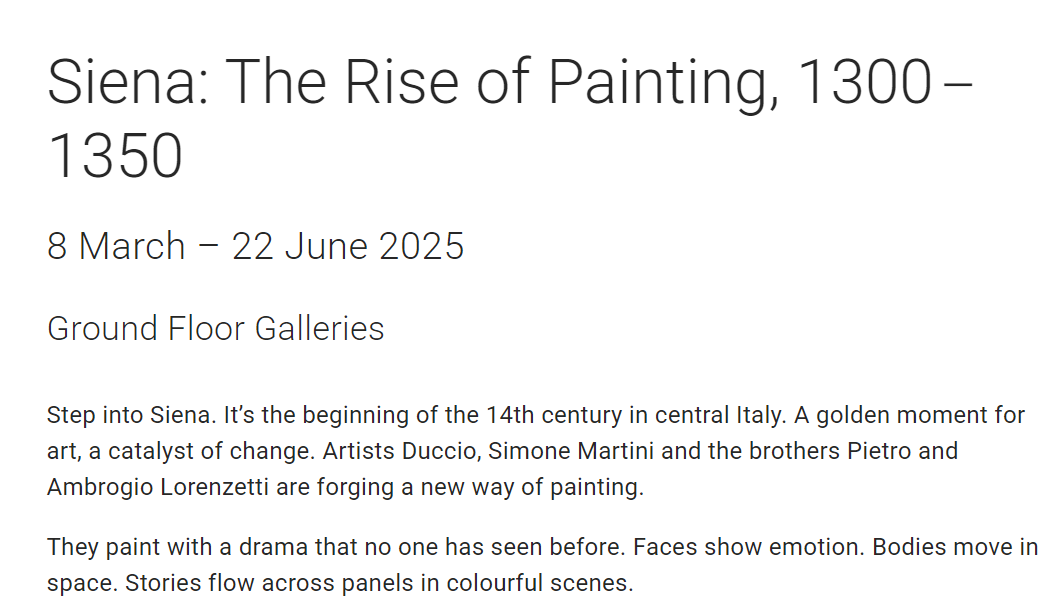 Siena: The Rise of Painting, 1300 –
1350
8 March – 22 June 2025
Ground Floor Galleries
Step into Siena. It’s the beginning of the 14th century in central Italy. A golden moment for
art, a catalyst of change. Artists Duccio, Simone Martini and the brothers Pietro and
Ambrogio Lorenzetti are forging a new way of painting.
They paint with a drama that no one has seen before. Faces show emotion. Bodies move in
space. Stories flow across panels in colourful scenes.